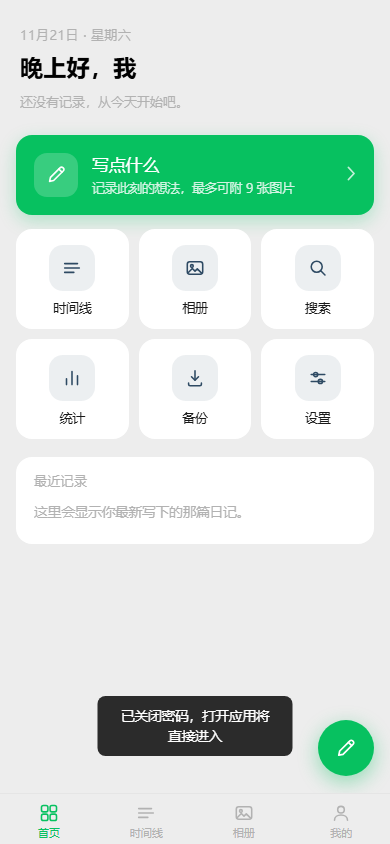 11月21日 · 星期六
晚上好，我
还没有记录，从今天开始吧。
写点什么
记录此刻的想法，最多可附 9 张图片
时间线
相册
搜索
统计
备份
设置
最近记录
这里会显示你最新写下的那篇日记。
已关闭密码，打开应用将
直接进入
首页
时间线
相册
我的